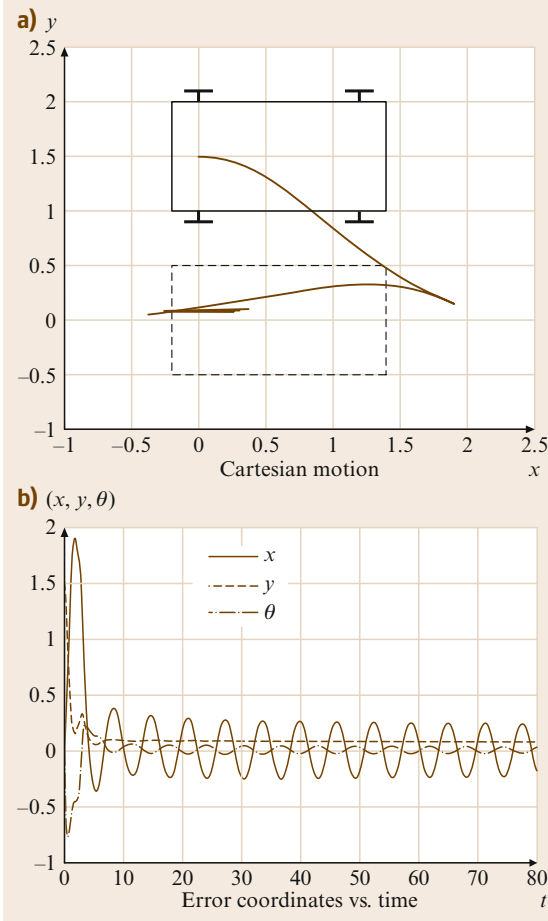 a) y
2.5
2
1.5
1
0.5
0
–0.5
–1
–1 –0.5 0 0.5 1 1.5 2 2.5
Cartesian motion x
b) (x, y, θ)
2
1.5
1
0.5
0
–0.5
–1
x
y
θ
0 10 20 30 40 50 60 70 80
Error coordinates vs. time t